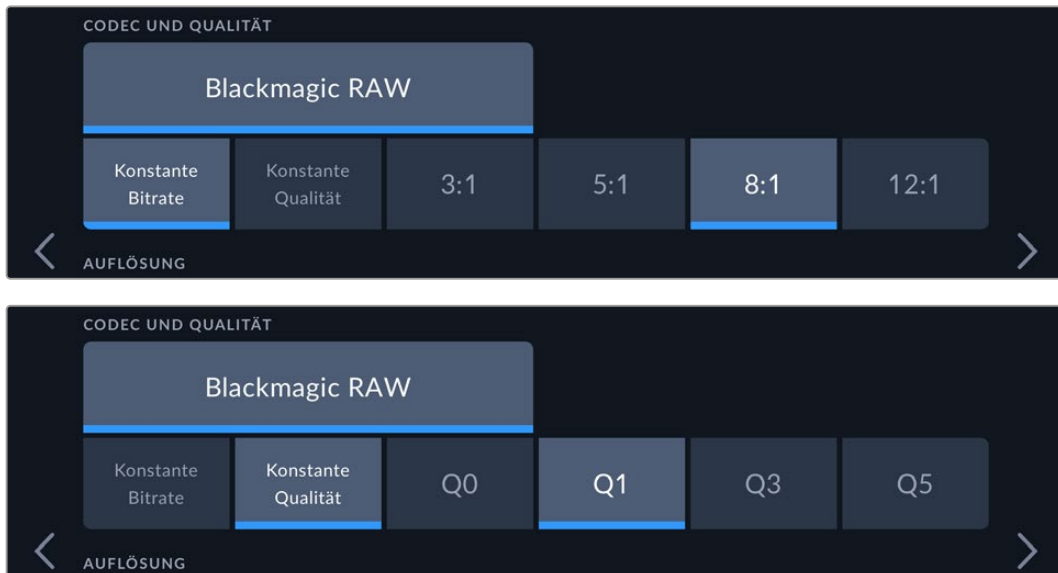 CODEC UND QUALITÄT
Blackmagic RAW
Konstante Bitrate
Konstante Qualität
3:1
5:1
8:1
12:1
AUFLÖSUNG
CODEC UND QUALITÄT
Blackmagic RAW
Konstante Bitrate
Konstante Qualität
Q0
Q1
Q3
Q5
AUFLÖSUNG